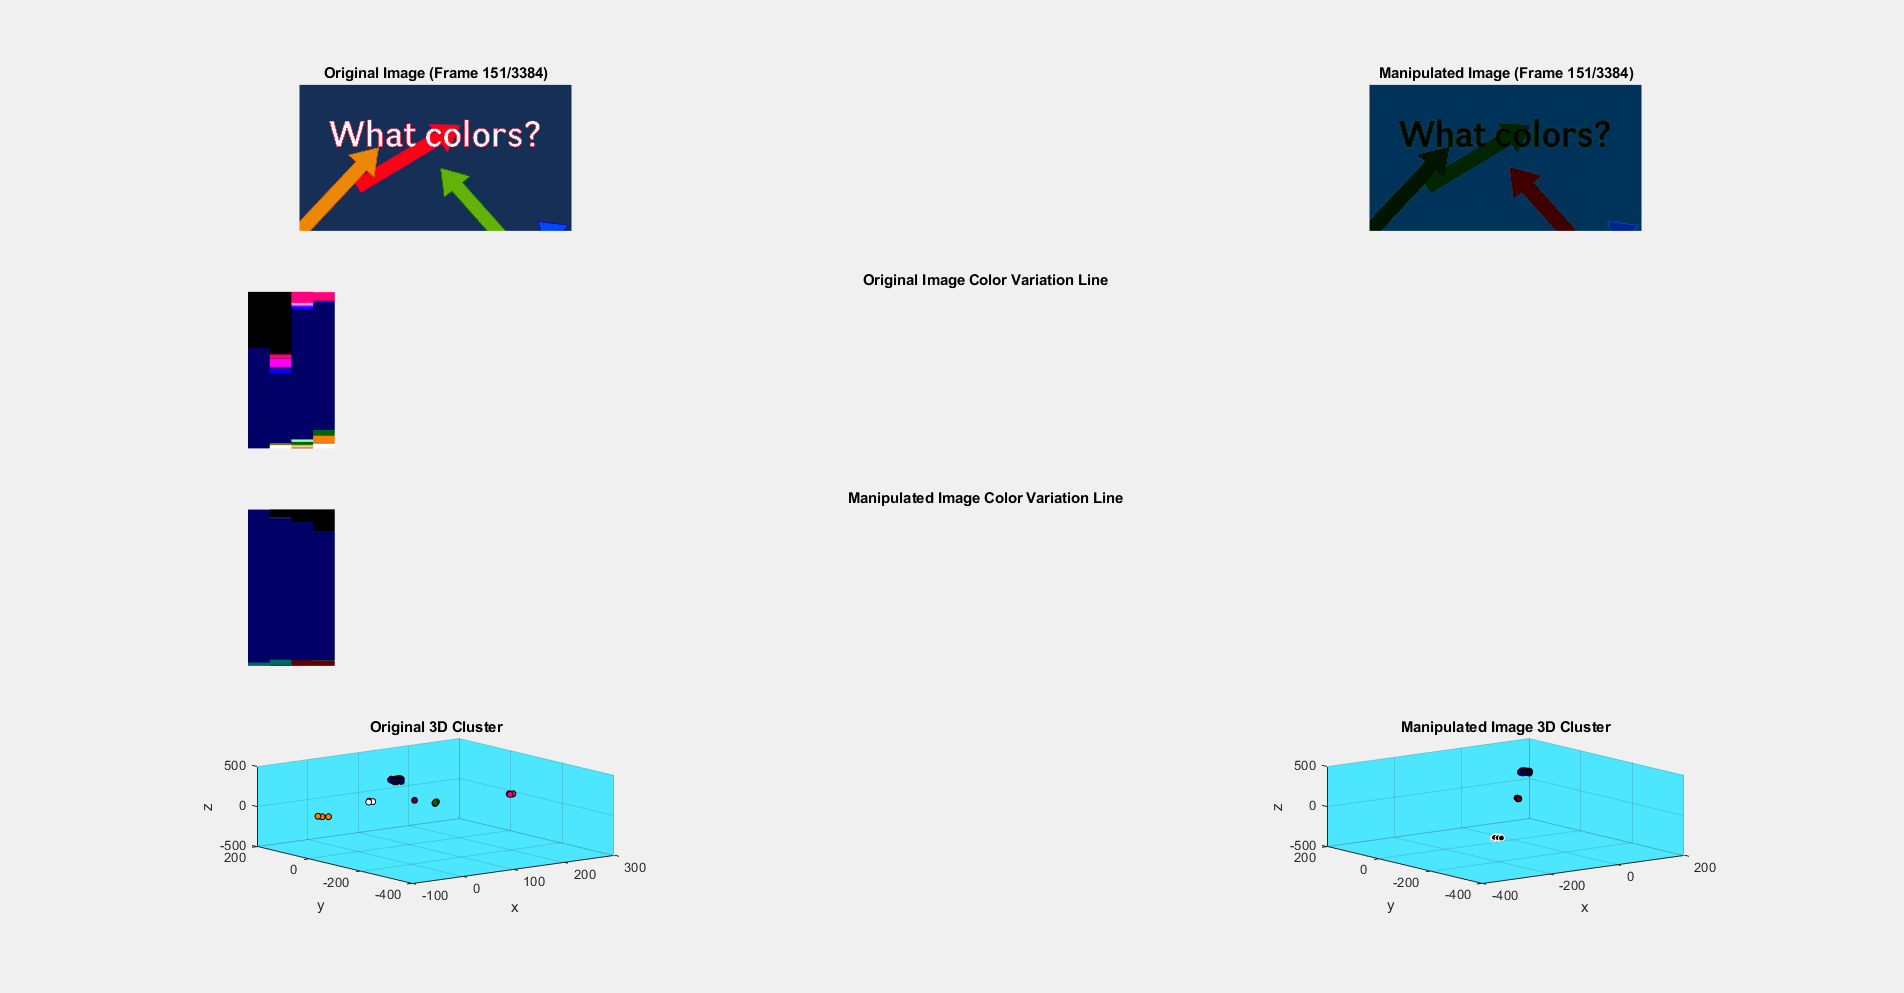 Original Image (Frame 151/3384)
What colors?
Manipulated Image (Frame 151/3384)
What colors?
Original Image Color Variation Line
Manipulated Image Color Variation Line
Original 3D Cluster
500
0
-500
z
200
0
-200
-400
y
-100
0
100
200
300
x
Manipulated Image 3D Cluster
500
0
-500
z
200
0
-200
-400
y
-400
-200
0
200
x